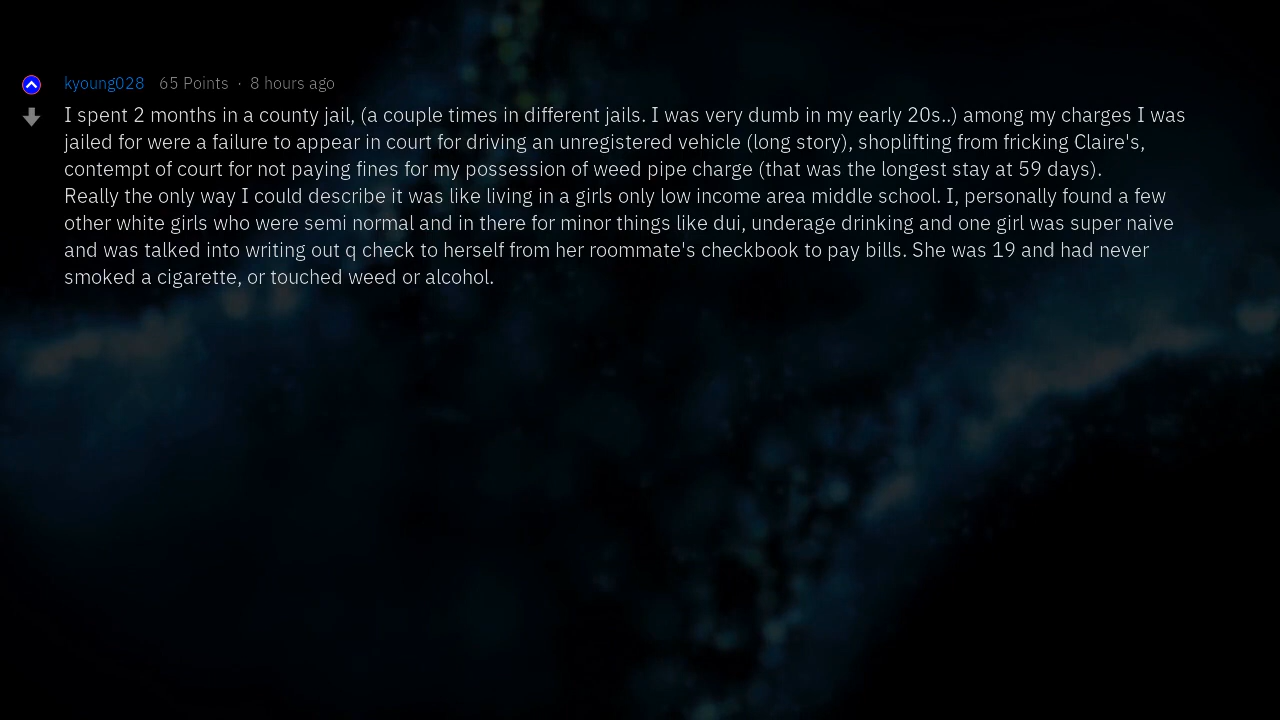 kyoung028 65 Points · 8 hours ago
I spent 2 months in a county jail, (a couple times in different jails. I was very dumb in my early 20s..) among my charges I was
jailed for were a failure to appear in court for driving an unregistered vehicle (long story), shoplifting from fricking Claire's,
contempt of court for not paying fines for my possession of weed pipe charge (that was the longest stay at 59 days).
Really the only way I could describe it was like living in a girls only low income area middle school. I, personally found a few
other white girls who were semi normal and in there for minor things like dui, underage drinking and one girl was super naive
and was talked into writing out q check to herself from her roommate's checkbook to pay bills. She was 19 and had never
smoked a cigarette, or touched weed or alcohol.